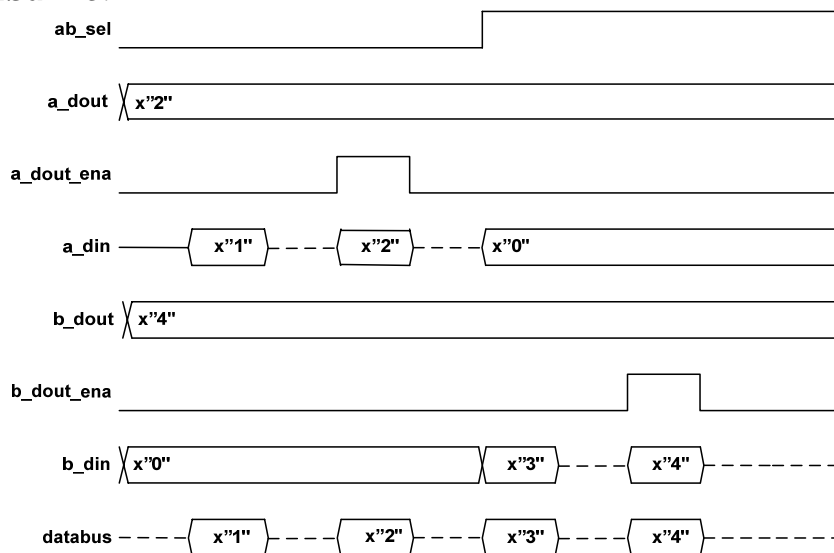 ab_sel
a_dout x”2"
a_dout_ena
a_din x”1" x”2" x”0"
b_dout x”4"
b_dout_ena
b_din x”0" x”3" x”4"
databus x”1" x”2" x”3" x”4"